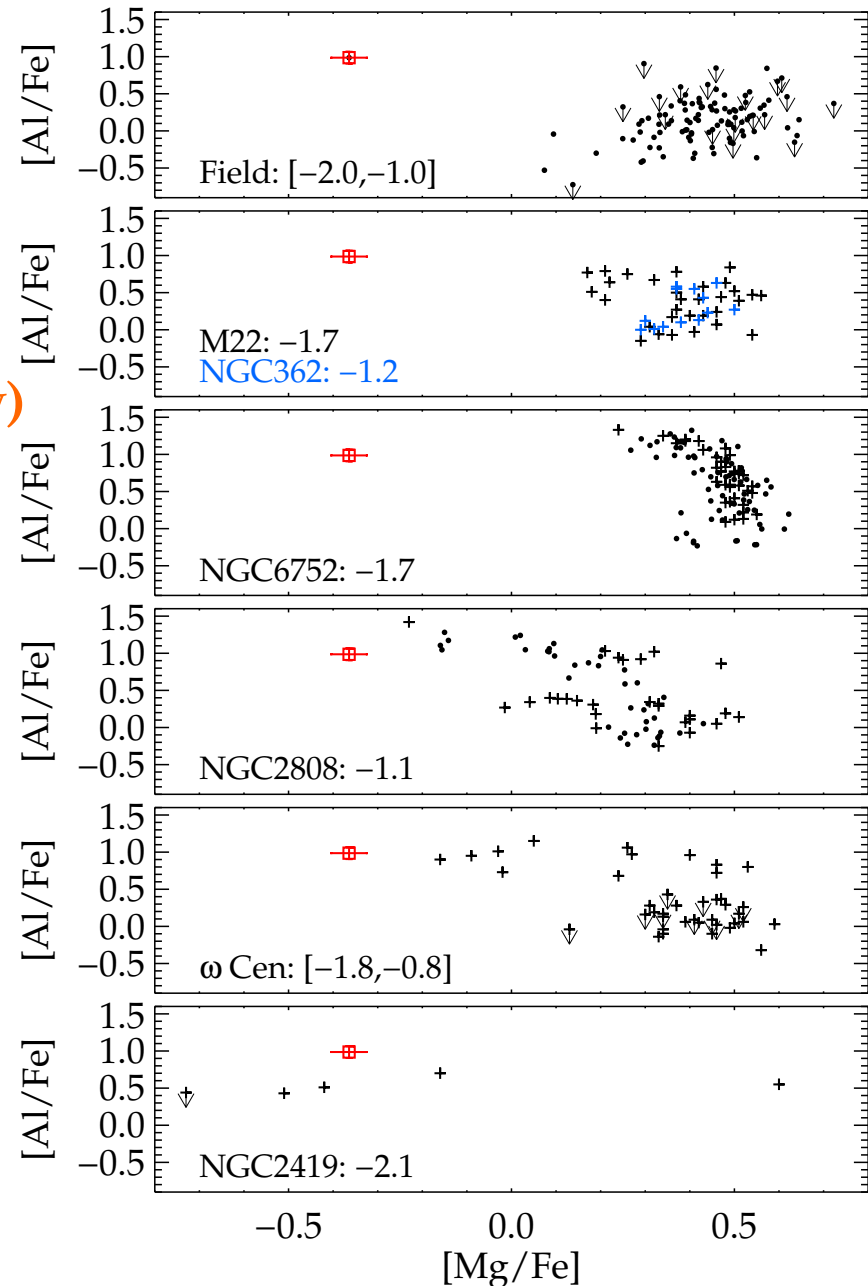 [Al/Fe]
1.5
1.0
0.5
0.0
−0.5
Field: [−2.0,−1.0]
[Al/Fe]
1.5
1.0
0.5
0.0
−0.5
M22: −1.7
NGC362: −1.2
)
[Al/Fe]
1.5
1.0
0.5
0.0
−0.5
NGC6752: −1.7
[Al/Fe]
1.5
1.0
0.5
0.0
−0.5
NGC2808: −1.1
[Al/Fe]
1.5
1.0
0.5
0.0
−0.5
ω Cen: [−1.8,−0.8]
[Al/Fe]
1.5
1.0
0.5
0.0
−0.5
NGC2419: −2.1
−0.5 0.0 0.5
[Mg/Fe]